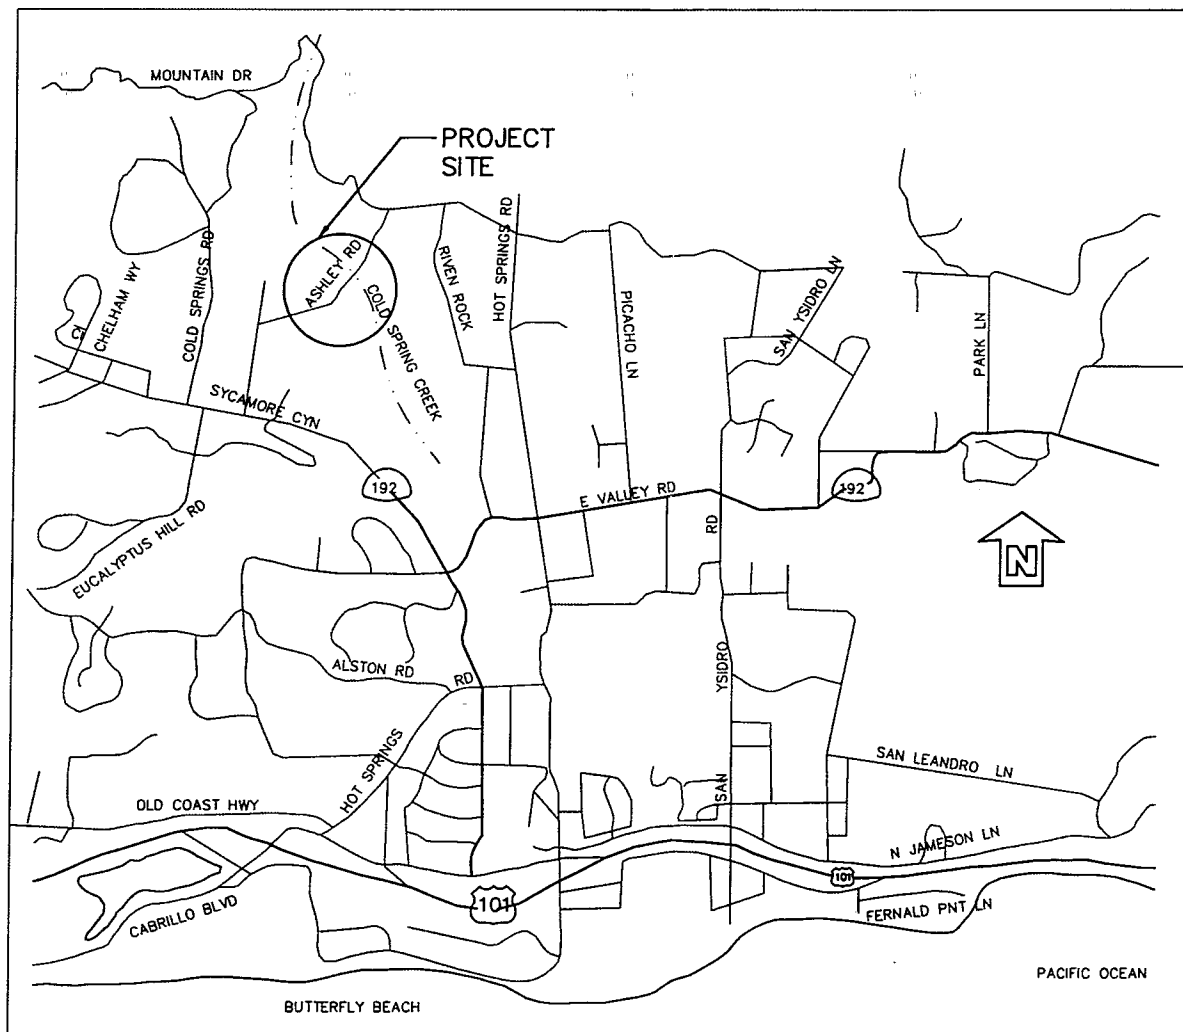 MOUNTAIN DR
PROJECT
SITE
HOT SPRINGS RD
ASHLEY RD
RIVEN ROCK
COLD SPRINGS RD
CHELHAM WY
COLD SPRING CREEK
PICACHO LN
SAN YSIDRO LN
PARK LN
SYCAMORE CYN
192
E VALLEY RD
192
RD
N
EUCALYPTUS HILL RD
ALSTON RD
RD
YSIDRO
HOT SPRINGS
SAN
SAN LEANDRO LN
OLD COAST HWY
N JAMESON LN
101
101
CABRILLO BLVD
FERNALD PNT LN
PACIFIC OCEAN
BUTTERFLY BEACH